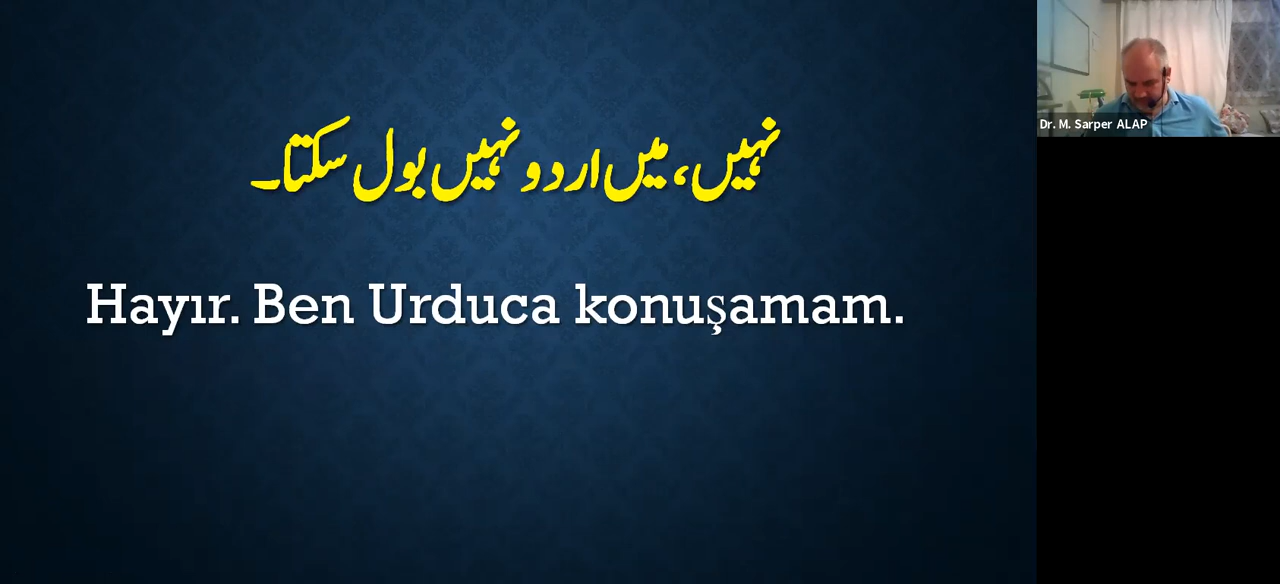 نہیں، میں اردو نہیں بول سکتا۔
Hayır. Ben Urduca konuşamam.
Dr. M. Sarper ALAP